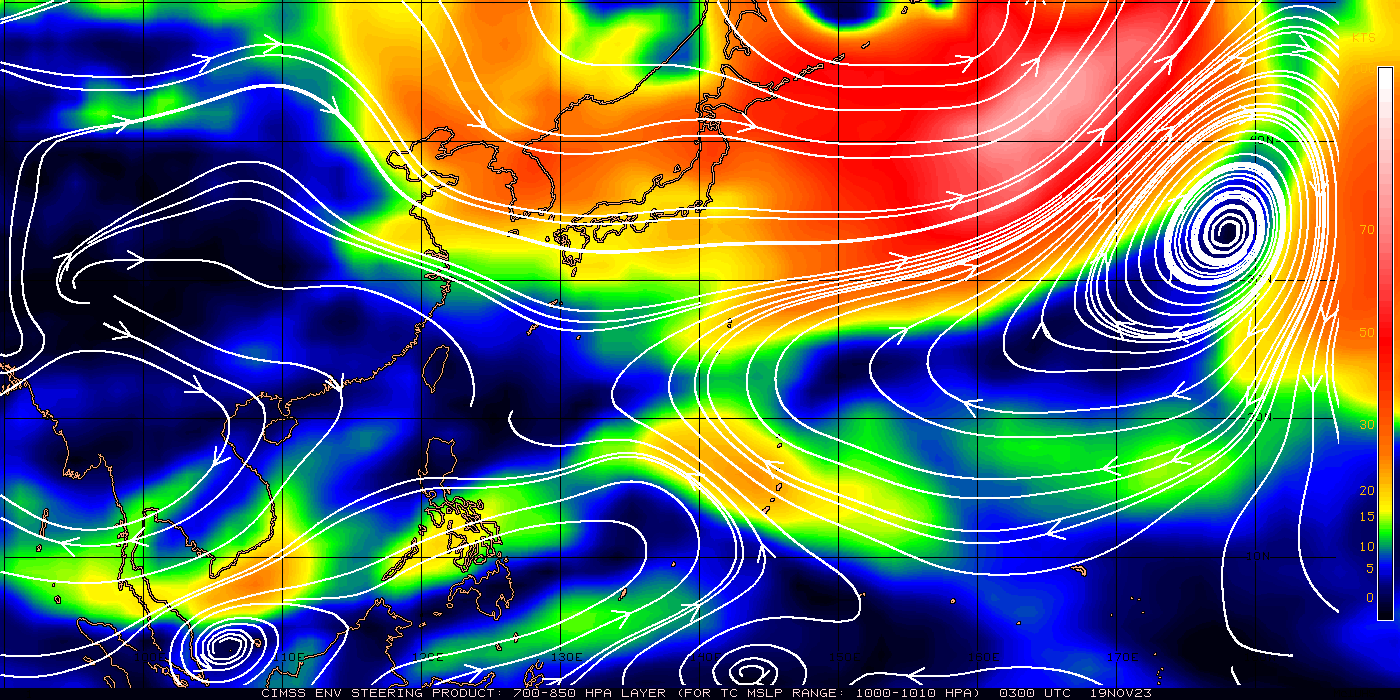 KTS
40N
70
30N
50
20N
30
20
15
10N
10
5
0
110E 120E 130E 140E 150E 160E 170E
CIMSS ENV STEERING PRODUCT: 700-850 HPA LAYER (FOR TC MSLP RANGE: 1000-1010 HPA) 0300 UTC 19NOV23